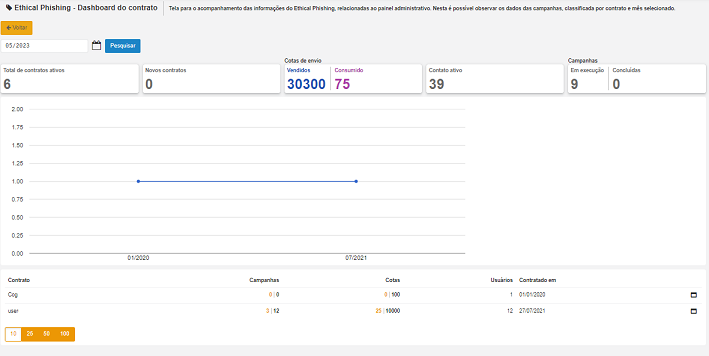 Ethical Phishing - Dashboard do contrato Tela para o acompanhamento das informações do Ethical Phishing, relacionadas ao painel administrativo. Nesta é possível observar os dados das campanhas, classificada por contrato e mês selecionado.
Voltar
05/2023 Pesquisar
Cotas de envio Campanhas
Total de contratos ativos Novos contratos Vendidos Consumido Contato ativo Em execução Concluídas
6 0 30300 75 39 9 0
2.00
1.75
1.50
1.25
1.00
0.75
0.50
0.25
0.00
01/2020 07/2021
Contrato Campanhas Cotas Usuários Contratado em
Cog 0 | 0 0 | 100 1 01/01/2020
user 3 | 12 25 | 10000 12 27/07/2021
10 25 50 100